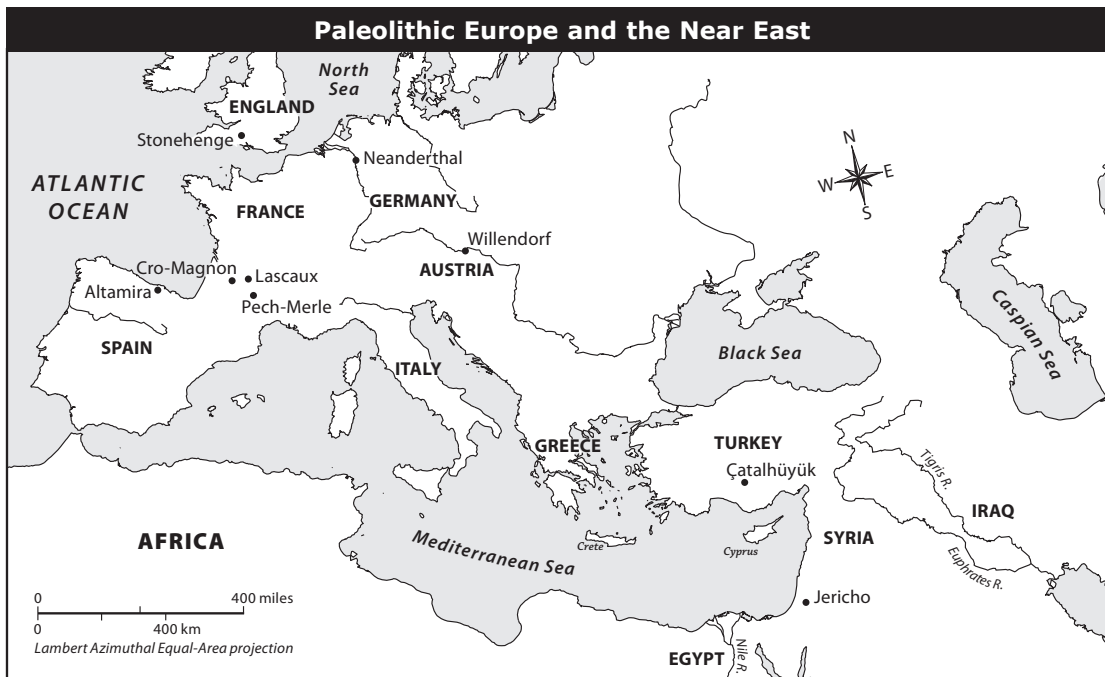 Paleolithic Europe and the Near East
North
Sea
ENGLAND
Stonehenge
Neanderthal
ATLANTIC
OCEAN
FRANCE
GERMANY
N
W
E
S
Willendorf
Cro-Magnon
Lascaux
AUSTRIA
Altamira
Pech-Merle
Caspian Sea
SPAIN
ITALY
Black Sea
GREECE
TURKEY
Çatalhüyük
Tigris R.
IRAQ
AFRICA
Mediterranean Sea
Crete
Cyprus
SYRIA
Euphrates R.
Jericho
0
400 miles
0
400 km
Lambert Azimuthal Equal-Area projection
EGYPT
Nile R.